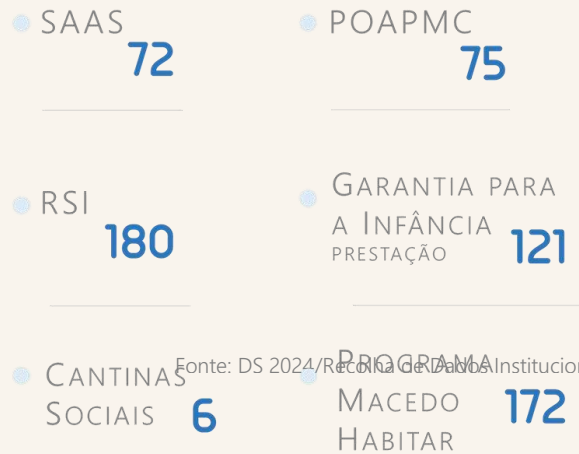 SAAS
72
POAPMC
75
RSI
180
GARANTIA PARA
A INFÂNCIA
PRESTAÇÃO
121
CANTINAS
SOCIAIS
6
Fonte: DS 2024/Recolha de Dados Institucion
PROGRAMA
MACEDO
HABITAR
172